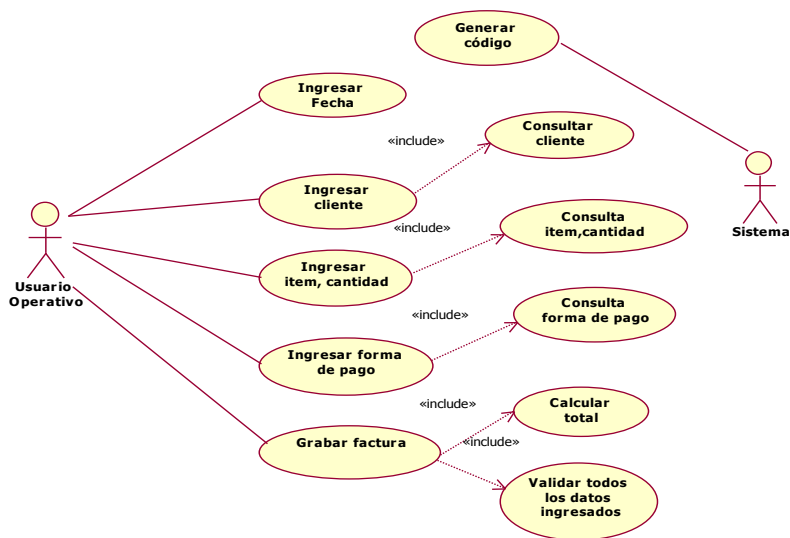 Generar
código
Ingresar
Fecha
«include»
Consultar
cliente
Ingresar
cliente
«include»
Consulta
item,cantidad
Sistema
Usuario
Operativo
Ingresar
item, cantidad
«include»
Consulta
forma de pago
Ingresar forma
de pago
«include»
Calcular
total
Grabar factura
«include»
Validar todos
los datos
ingresados